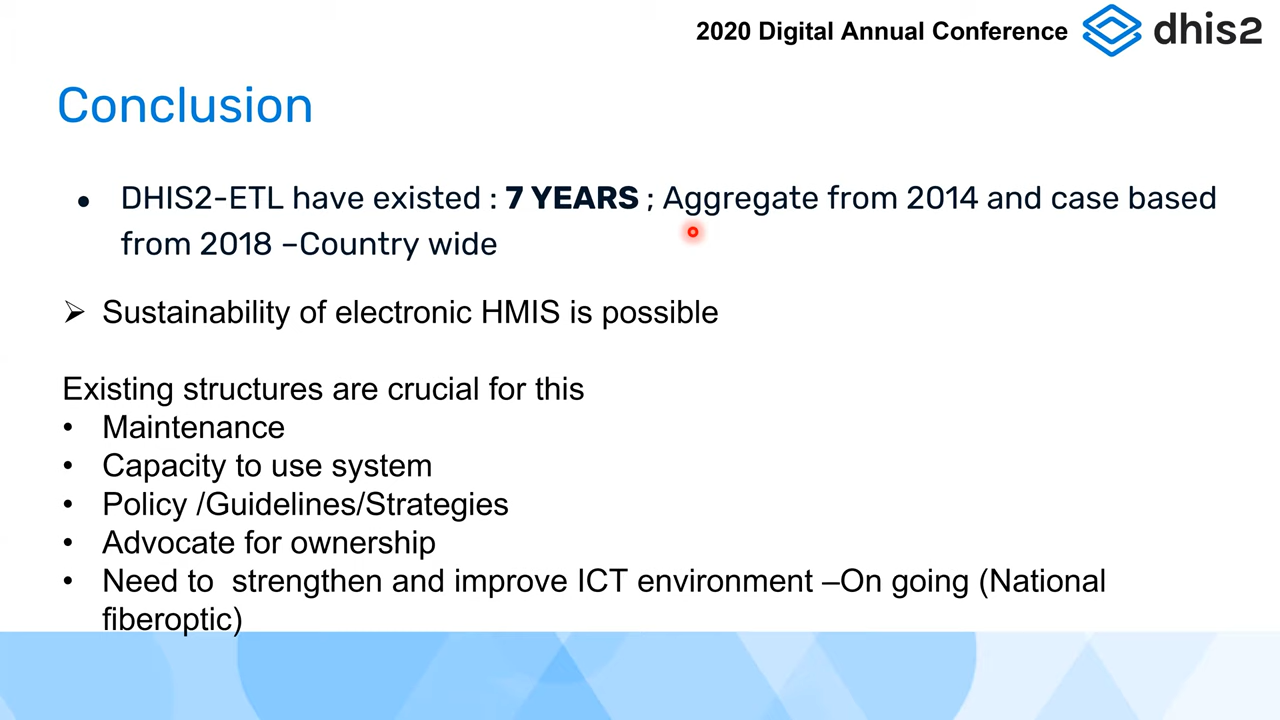 2020 Digital Annual Conference
dhis2
Conclusion
• DHIS2-ETL have existed : 7 YEARS ; Aggregate from 2014 and case based
from 2018 –Country wide
➢ Sustainability of electronic HMIS is possible
Existing structures are crucial for this
• Maintenance
• Capacity to use system
• Policy /Guidelines/Strategies
• Advocate for ownership
• Need to  strengthen and improve ICT environment –On going (National
fiberoptic)